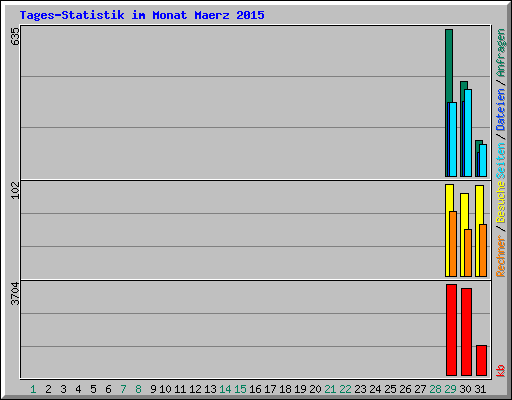 Tages-Statistik im Monat Maerz 2015
635
102
3704
Rechner / Besuche Seiten / Dateien / Anfragen
kb
1 2 3 4 5 6 7 8 9 10 11 12 13 14 15 16 17 18 19 20 21 22 23 24 25 26 27 28 29 30 31